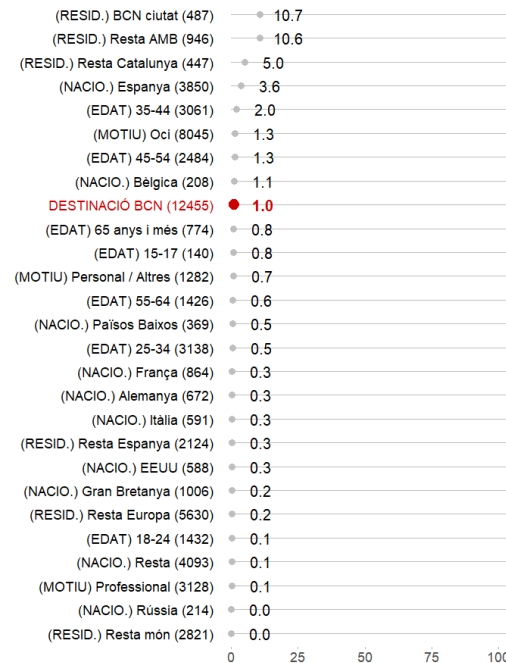 (RESID.) BCN ciutat (487) 10.7
(RESID.) Resta AMB (946) 10.6
(RESID.) Resta Catalunya (447) 5.0
(NACIO.) Espanya (3850) 3.6
(EDAT) 35-44 (3061) 2.0
(MOTIU) Oci (8045) 1.3
(EDAT) 45-54 (2484) 1.3
(NACIO.) Bèlgica (208) 1.1
DESTINACIÓ BCN (12455) 1.0
(EDAT) 65 anys i més (774) 0.8
(EDAT) 15-17 (140) 0.8
(MOTIU) Personal / Altres (1282) 0.7
(EDAT) 55-64 (1426) 0.6
(NACIO.) Països Baixos (369) 0.5
(EDAT) 25-34 (3138) 0.5
(NACIO.) França (864) 0.3
(NACIO.) Alemanya (672) 0.3
(NACIO.) Itàlia (591) 0.3
(RESID.) Resta Espanya (2124) 0.3
(NACIO.) EEUU (588) 0.3
(NACIO.) Gran Bretanya (1006) 0.2
(RESID.) Resta Europa (5630) 0.2
(EDAT) 18-24 (1432) 0.1
(NACIO.) Resta (4093) 0.1
(MOTIU) Professional (3128) 0.1
(NACIO.) Rússia (214) 0.0
(RESID.) Resta món (2821) 0.0
0 25 50 75 100